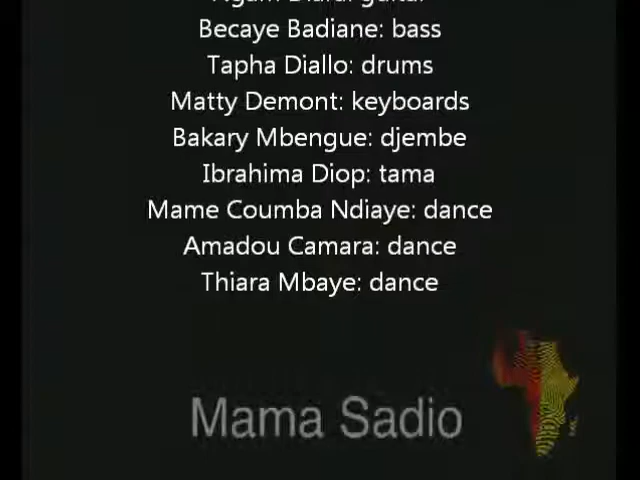 Becaye Badiane: bass
Tapha Diallo: drums
Matty Demont: keyboards
Bakary Mbengue: djembe
Ibrahima Diop: tama
Mame Coumba Ndiaye: dance
Amadou Camara: dance
Thiara Mbaye: dance
Mama Sadio